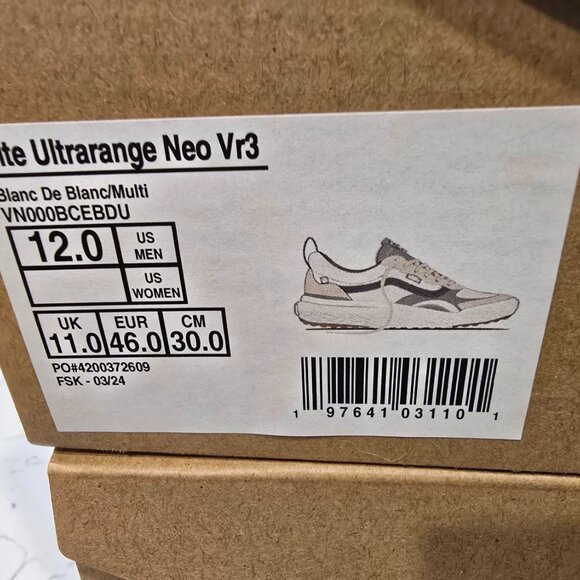 Ultrarange Neo Vr3
Blanc De Blanc/Multi
VN000BCEBDU
12.0 US MEN
US WOMEN
UK EUR CM
11.0 46.0 30.0
PO#4200372609
FSK - 03/24
1 97641 03110 1